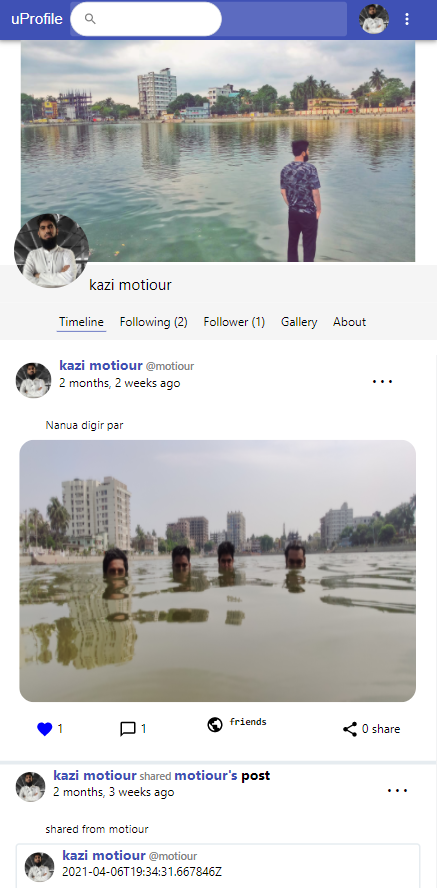 uProfile
kazi motiour
Timeline Following (2) Follower (1) Gallery About
kazi motiour @motiour
2 months, 2 weeks ago
Nanua digir par
1 1 friends 0 share
kazi motiour shared motiour's post
2 months, 3 weeks ago
shared from motiour
kazi motiour @motiour
2021-04-06T19:34:31.667846Z